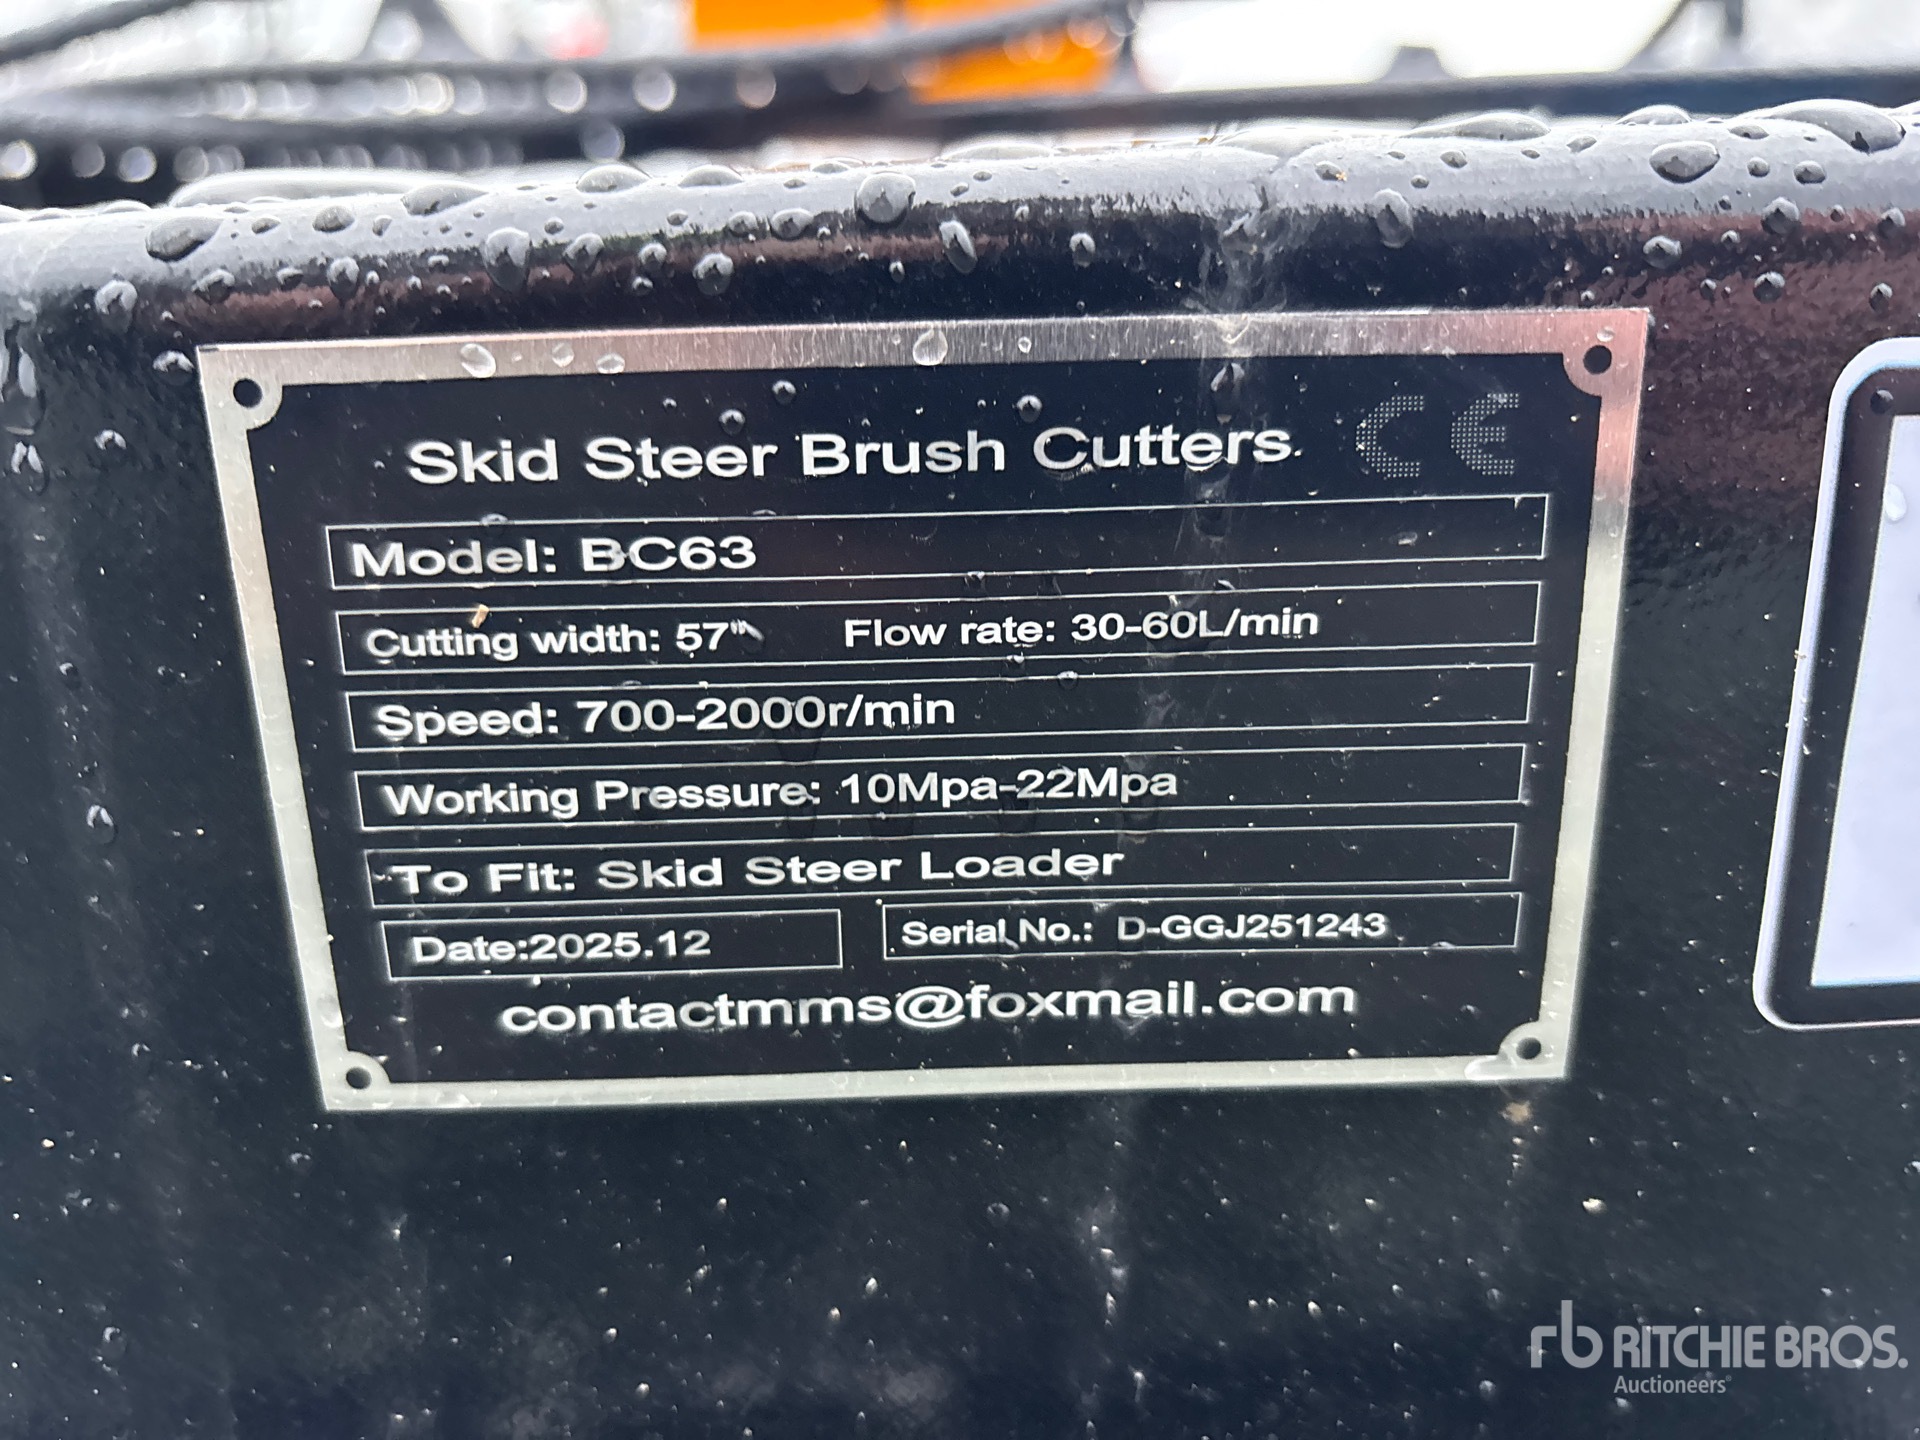 Skid Steer Brush Cutters. CE
Model: BC63
Cutting width: 57" Flow rate: 30-60L/min
Speed: 700-2000r/min
Working Pressure: 10Mpa-22Mpa
To Fit: Skid Steer Loader
Date:2025.12 Serial No.: D-GGJ251243
contactmms@foxmail.com
rb RITCHIE BROS.
Auctioneers